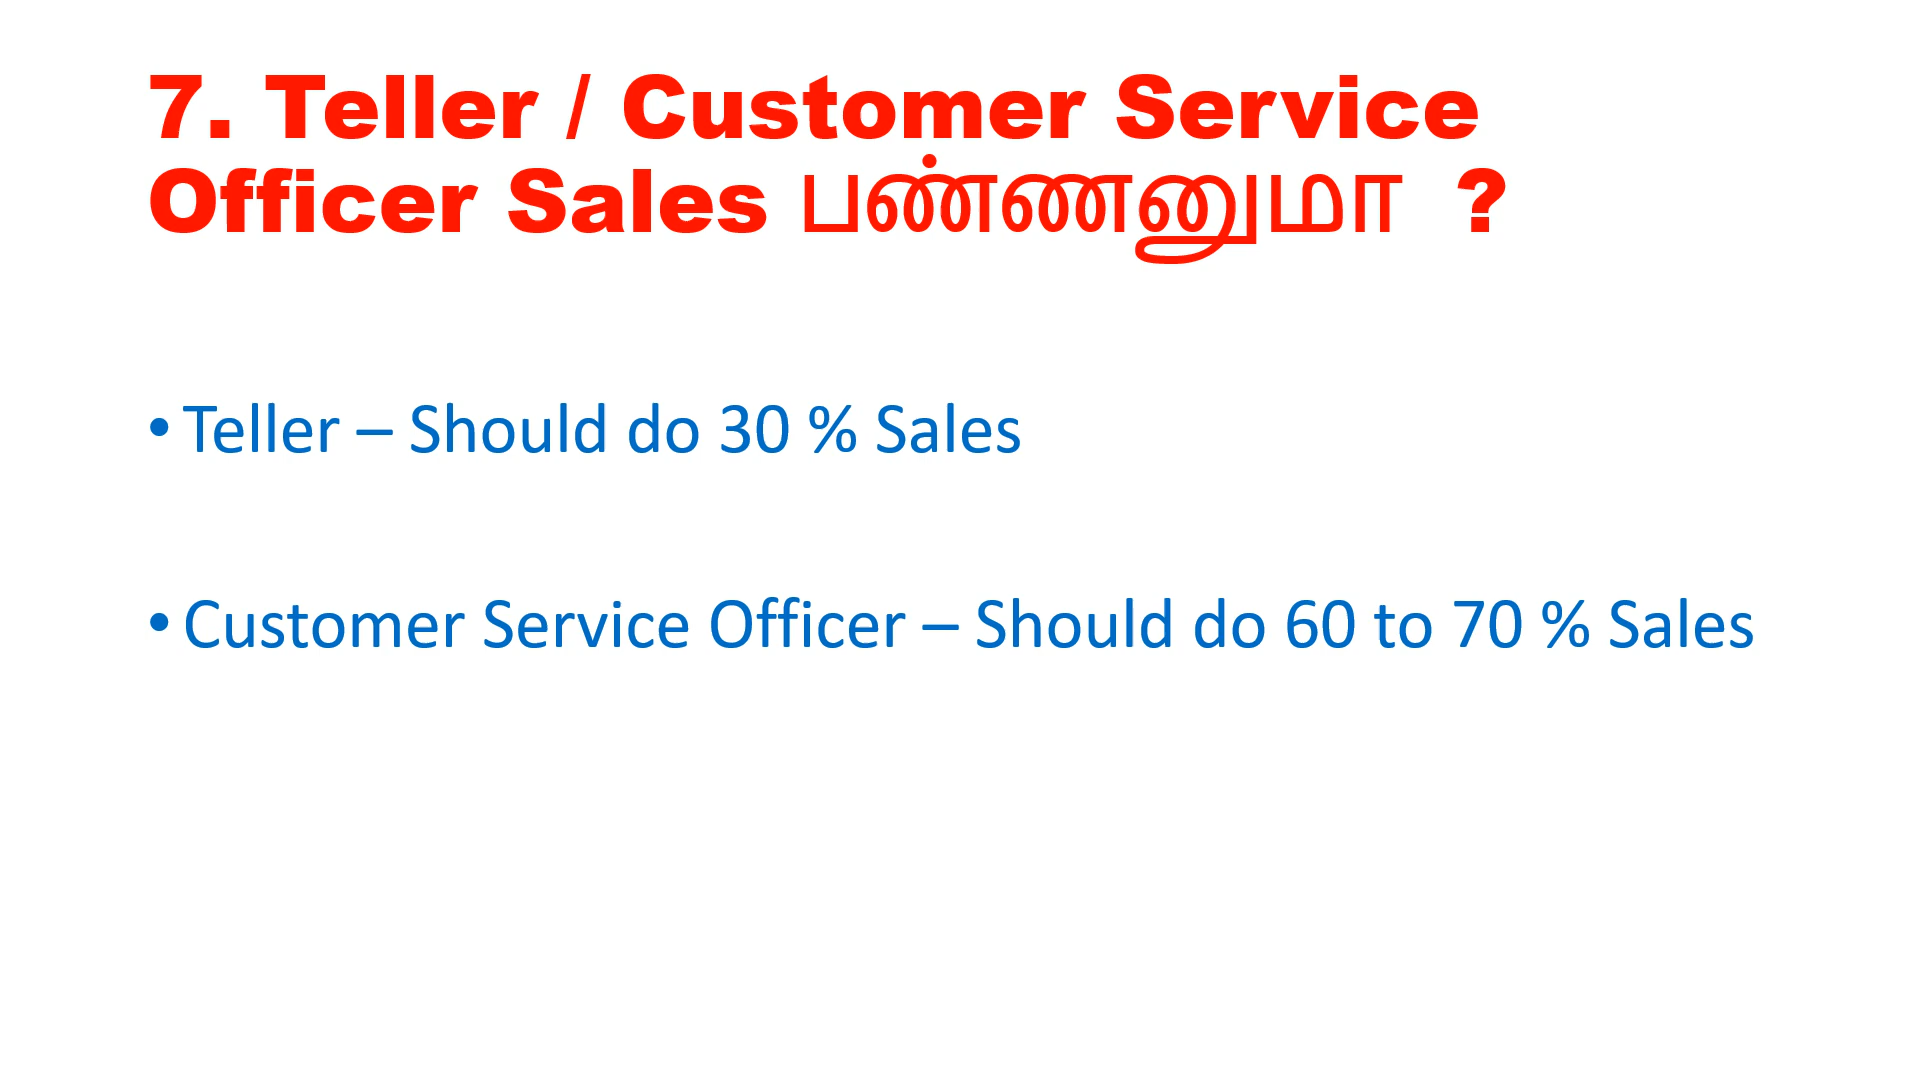 7. Teller / Customer Service
Officer Sales பண்ணனுமா ?
• Teller – Should do 30 % Sales
• Customer Service Officer – Should do 60 to 70 % Sales